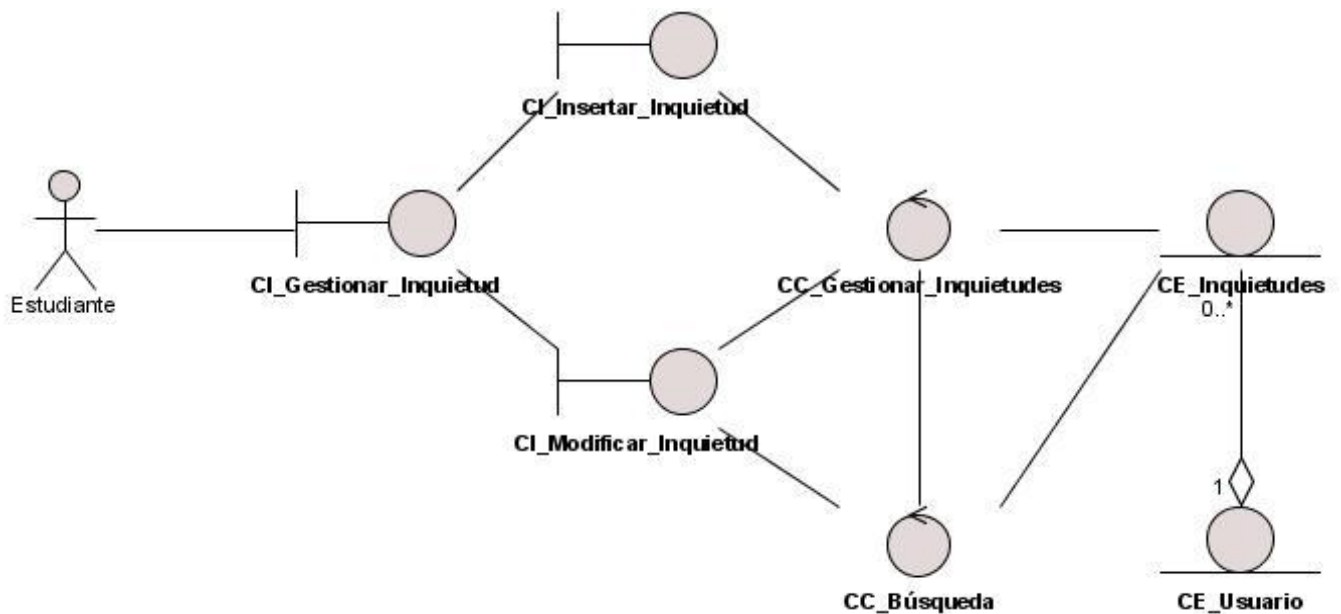 CI_Insertar_Inquietud
Estudiante
CI_Gestionar_Inquietud
CC_Gestionar_Inquietudes
CE_Inquietudes
0..*
CI_Modificar_Inquietud
1
CC_Búsqueda
CE_Usuario